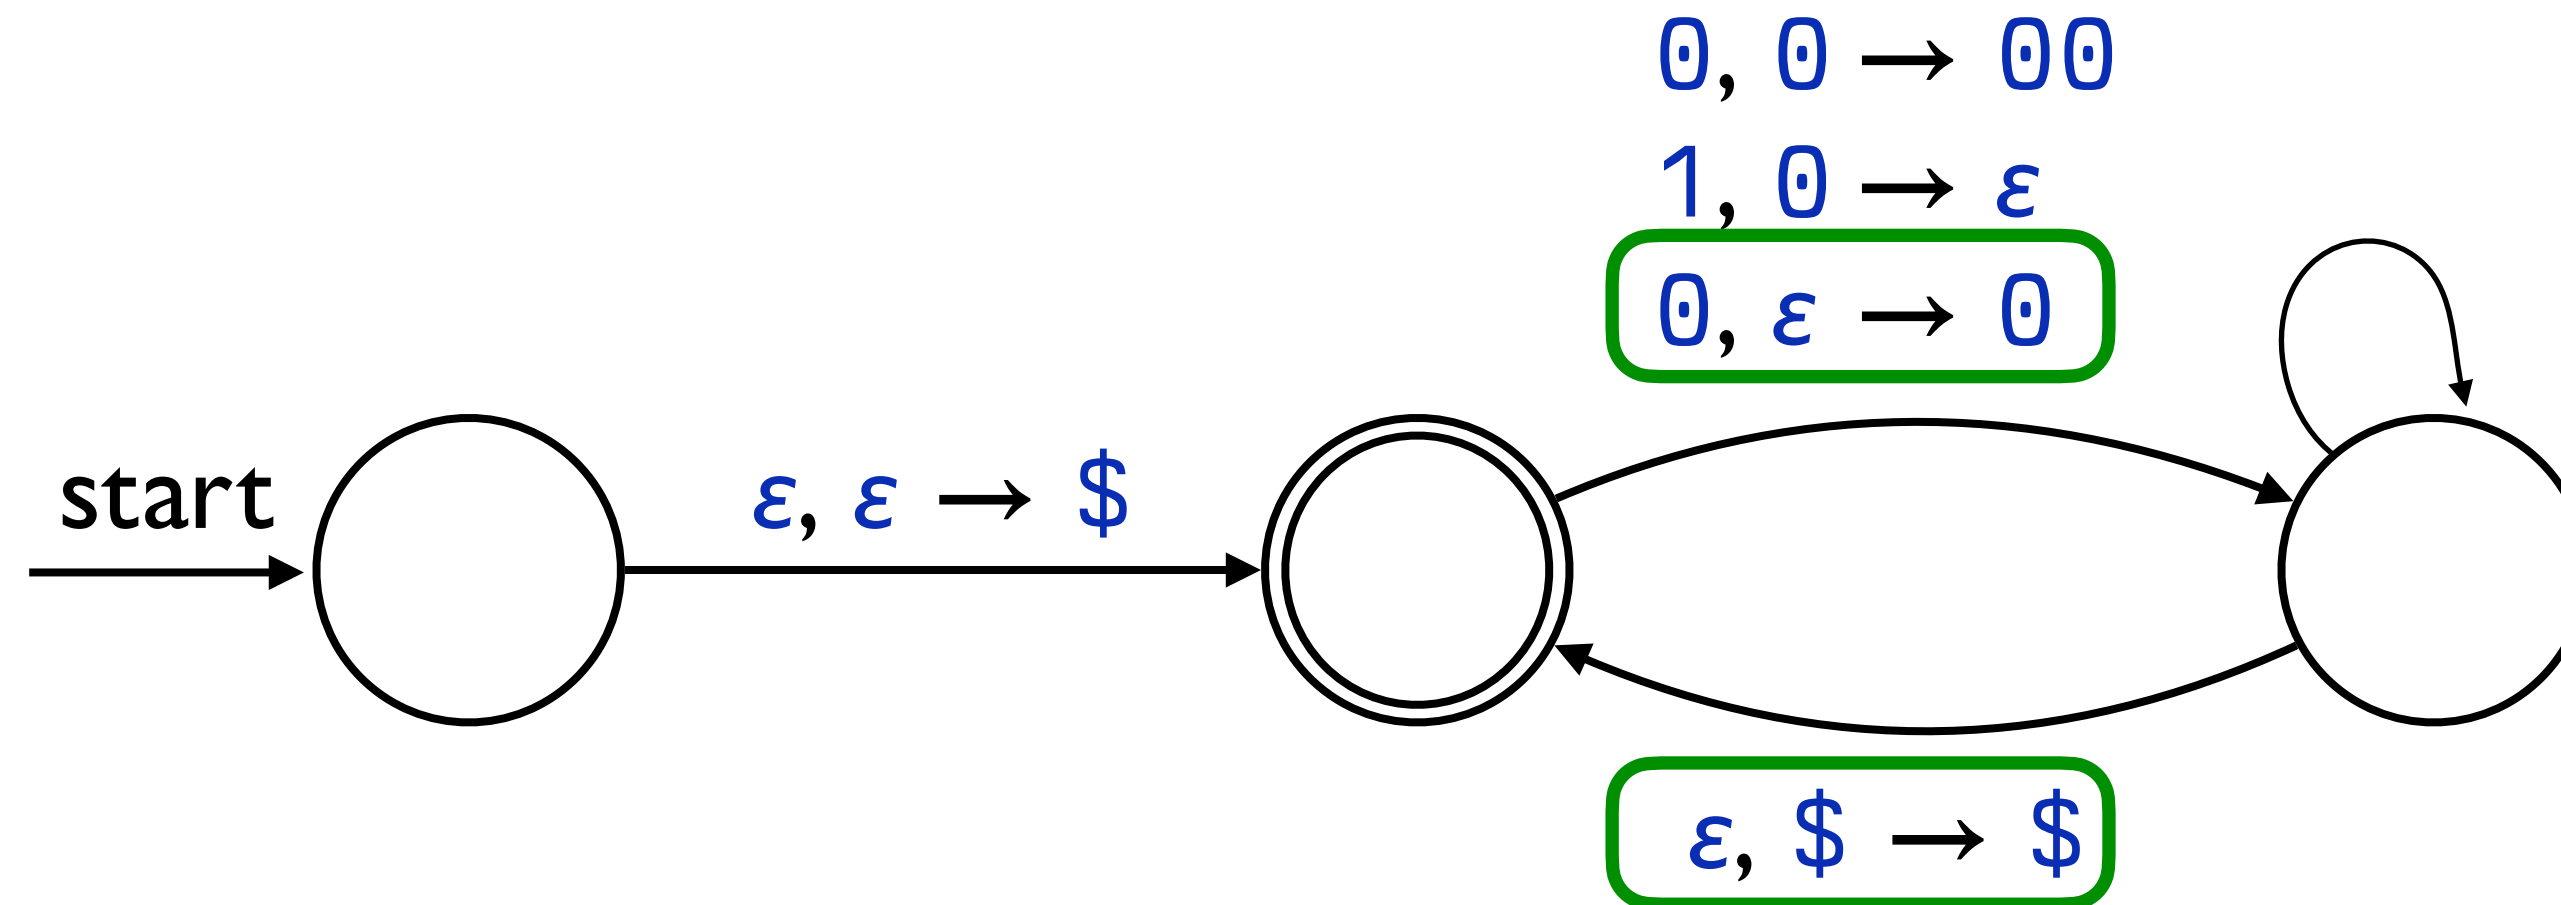 0, 0 → 00
1, 0 → ε
0, ε → 0
start
ε, ε → $
ε, $ → $